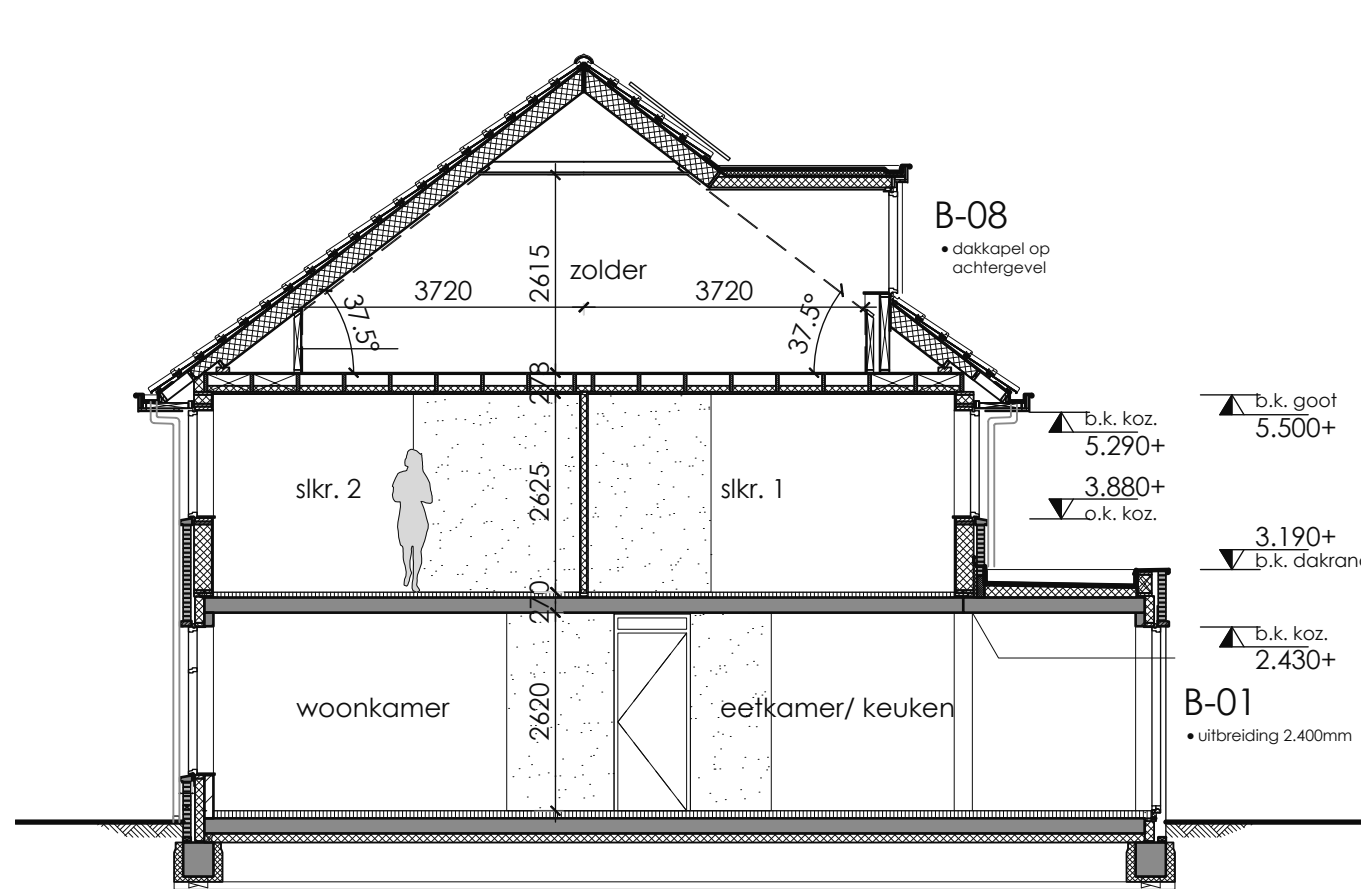 B-08
• dakkapel op
achtergevel
zolder
2615
3720
3720
37.5°
37.5°
278
b.k. goot
5.500+
b.k. koz.
5.290+
slkr. 2
slkr. 1
2625
3.880+
o.k. koz.
3.190+
b.k. dakrand
270
b.k. koz.
2.430+
woonkamer
2620
eetkamer/ keuken
B-01
• uitbreiding 2.400mm